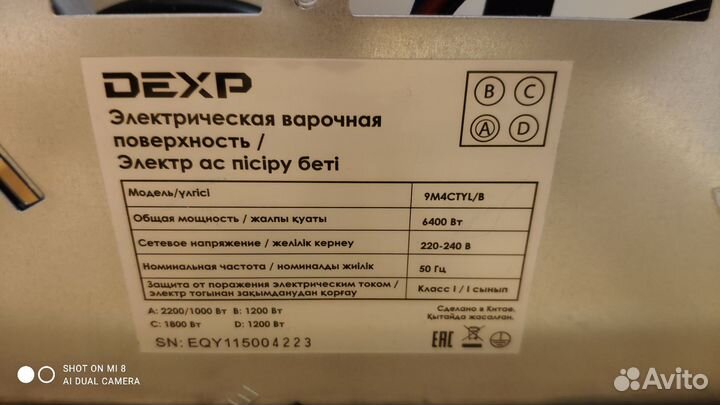 DEXP
B C
A D
Электрическая варочная
поверхность /
Электр ас пісіру беті
Модель/үлгісі 9M4CTYL/B
Общая мощность / жалпы қуаты 6400 Вт
Сетевое напряжение / желілік кернеу 220-240 В
Номинальная частота / номиналды жиілік 50 Гц
Защита от поражения электрическим током / Класс I / I сынып
электр тогынан зақымданудан қорғау
A: 2200/1000 Вт B: 1200 Вт
C: 1800 Вт D: 1200 Вт
Сделано в Китае.
Қытайда жасалған.
SN: EQY115004223
EAC
SHOT ON MI 8
AI DUAL CAMERA
Avito